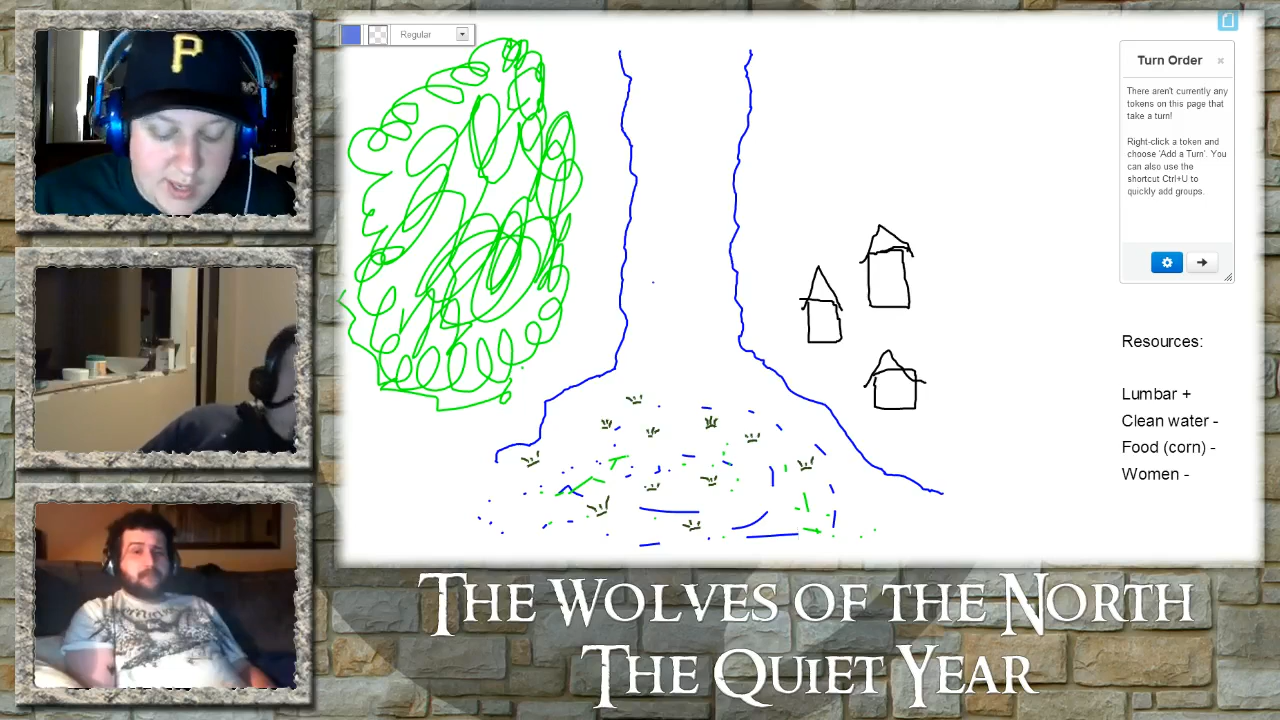 P
Regular
Turn Order ×
There aren't currently any
tokens on this page that
take a turn!
Right-click a token and
choose 'Add a Turn'. You
can also use the
shortcut Ctrl+U to
quickly add groups.
Resources:
Lumbar +
Clean water -
Food (corn) -
Women -
THE WOLVES OF THE NORTH
THE QUIET YEAR